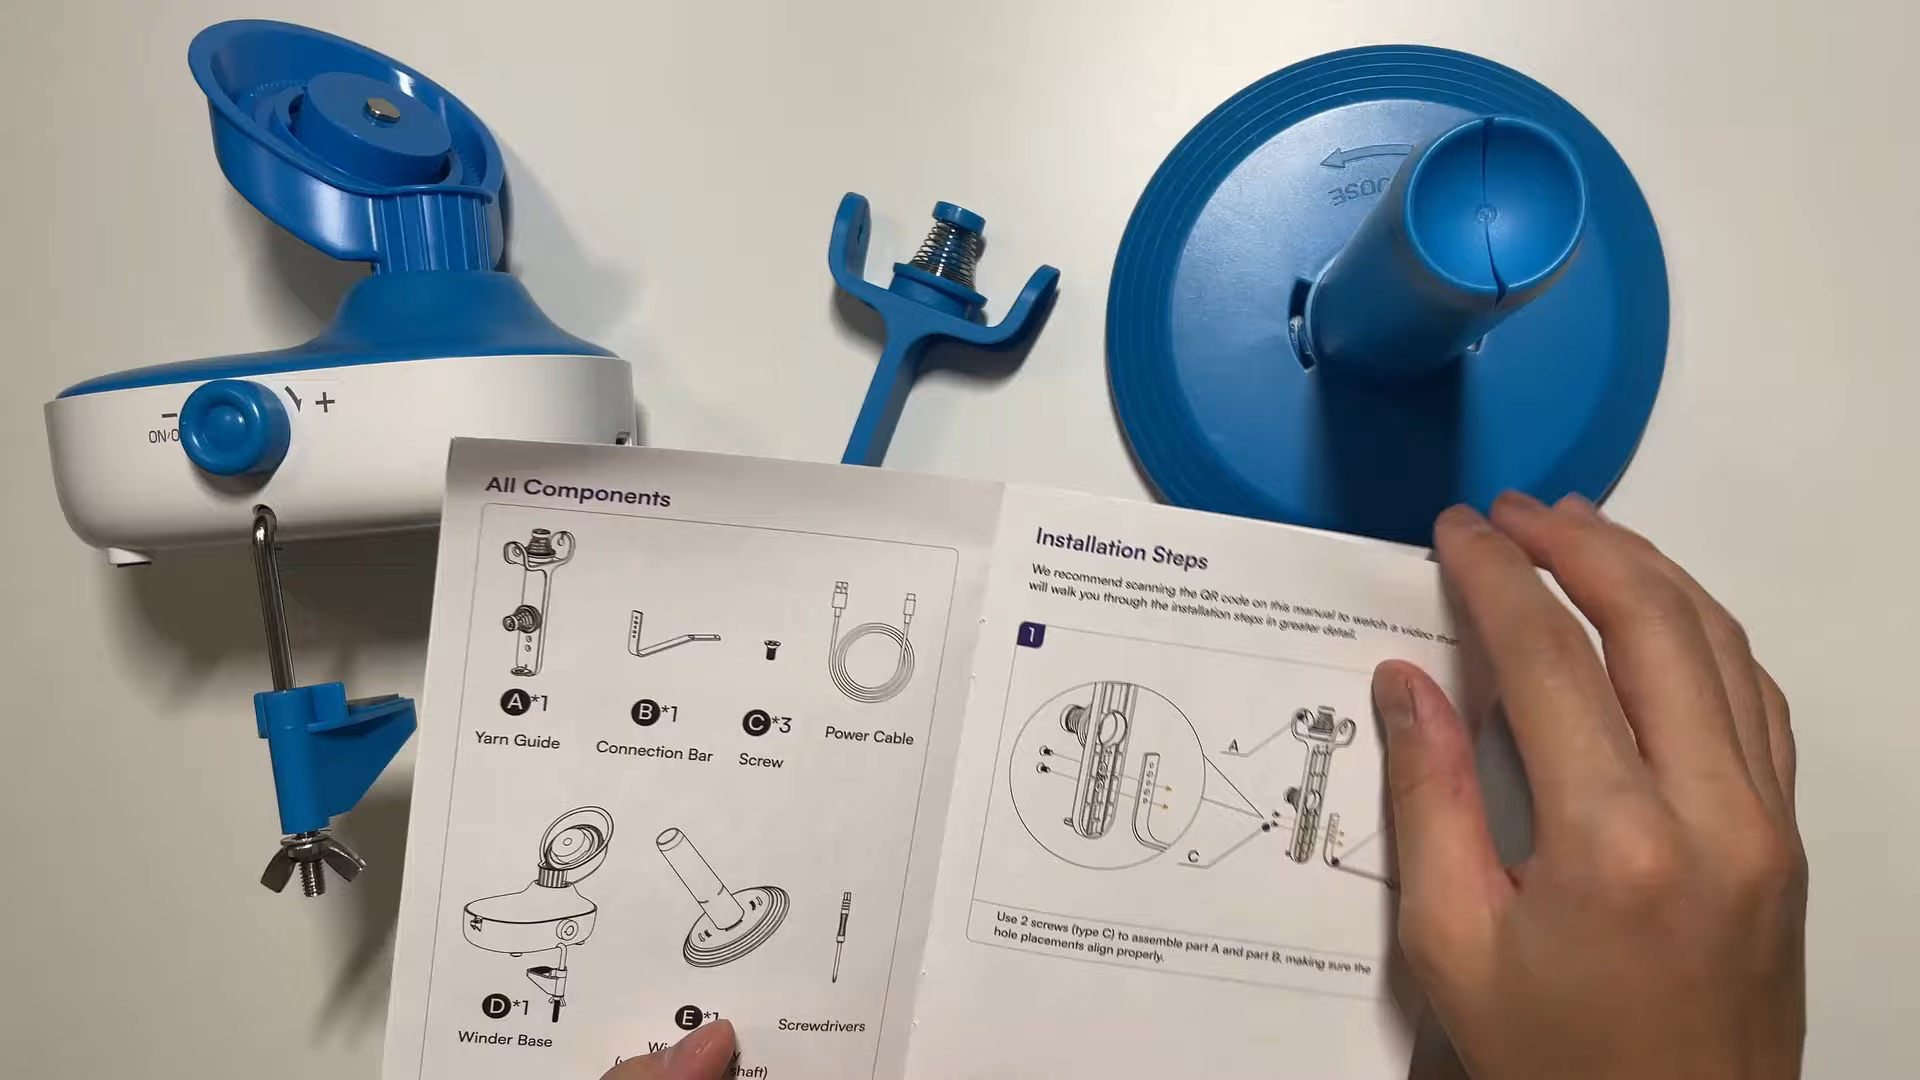 − +
ON/O
OSE
All Components
A*1
Yarn Guide
B*1
Connection Bar
C*3
Screw
Power Cable
D*1
Winder Base
E*1
shaft)
Screwdrivers
Installation Steps
We recommend scanning the QR code on this manual to watch a video
will walk you through the installation steps in greater detail.
1
A
C
Use 2 screws (type C) to assemble part A and part B, making sure the
hole placements align properly.